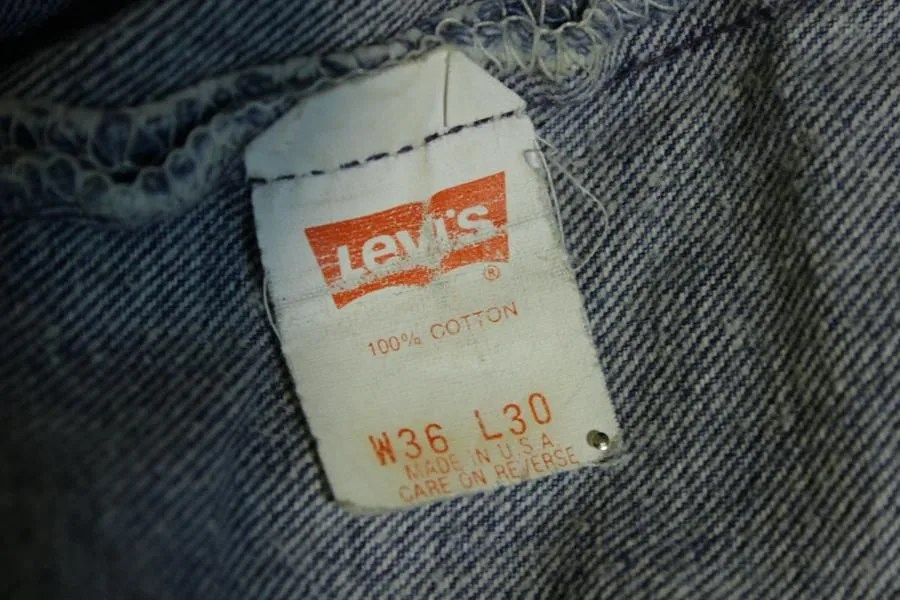 Levi's
®
100% COTTON
W36 L30
MADE IN U.S.A.
CARE ON REVERSE